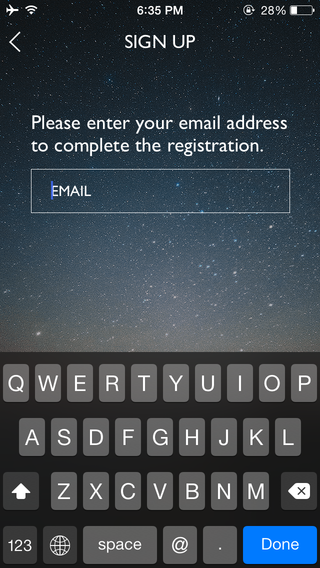 6:35 PM 28%
SIGN UP
Please enter your email address
to complete the registration.
EMAIL
Q W E R T Y U I O P
A S D F G H J K L
Z X C V B N M
123 space @ . Done